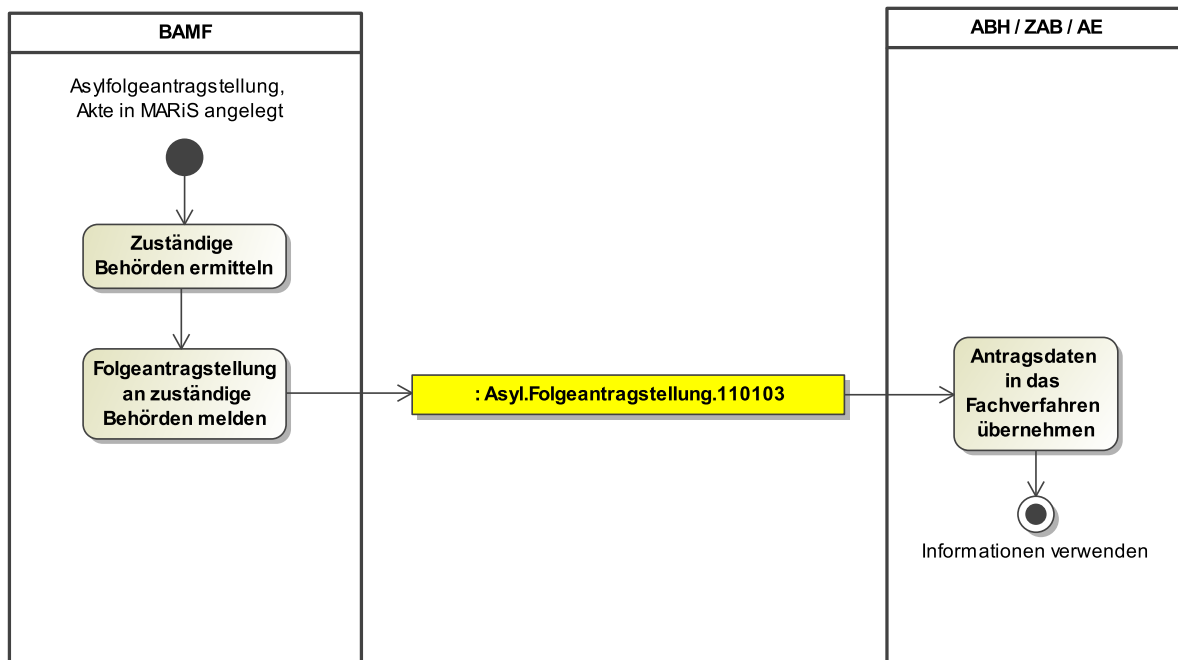 BAMF
Asylfolgeantragstellung,
Akte in MARiS angelegt
Zuständige
Behörden ermitteln
Folgeantragstellung
an zuständige
Behörden melden
: Asyl.Folgeantragstellung.110103
ABH / ZAB / AE
Antragsdaten
in das
Fachverfahren
übernehmen
Informationen verwenden